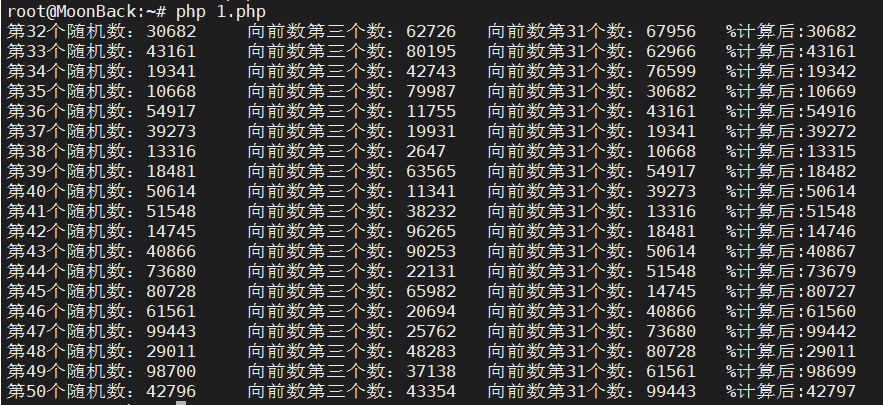 root@MoonBack:~# php 1.php
第32个随机数：30682 向前数第三个数：62726 向前数第31个数：67956 %计算后:30682
第33个随机数：43161 向前数第三个数：80195 向前数第31个数：62966 %计算后:43161
第34个随机数：19341 向前数第三个数：42743 向前数第31个数：76599 %计算后:19342
第35个随机数：10668 向前数第三个数：79987 向前数第31个数：30682 %计算后:10669
第36个随机数：54917 向前数第三个数：11755 向前数第31个数：43161 %计算后:54916
第37个随机数：39273 向前数第三个数：19931 向前数第31个数：19341 %计算后:39272
第38个随机数：13316 向前数第三个数：2647 向前数第31个数：10668 %计算后:13315
第39个随机数：18481 向前数第三个数：63565 向前数第31个数：54917 %计算后:18482
第40个随机数：50614 向前数第三个数：11341 向前数第31个数：39273 %计算后:50614
第41个随机数：51548 向前数第三个数：38232 向前数第31个数：13316 %计算后:51548
第42个随机数：14745 向前数第三个数：96265 向前数第31个数：18481 %计算后:14746
第43个随机数：40866 向前数第三个数：90253 向前数第31个数：50614 %计算后:40867
第44个随机数：73680 向前数第三个数：22131 向前数第31个数：51548 %计算后:73679
第45个随机数：80728 向前数第三个数：65982 向前数第31个数：14745 %计算后:80727
第46个随机数：61561 向前数第三个数：20694 向前数第31个数：40866 %计算后:61560
第47个随机数：99443 向前数第三个数：25762 向前数第31个数：73680 %计算后:99442
第48个随机数：29011 向前数第三个数：48283 向前数第31个数：80728 %计算后:29011
第49个随机数：98700 向前数第三个数：37138 向前数第31个数：61561 %计算后:98699
第50个随机数：42796 向前数第三个数：43354 向前数第31个数：99443 %计算后:42797